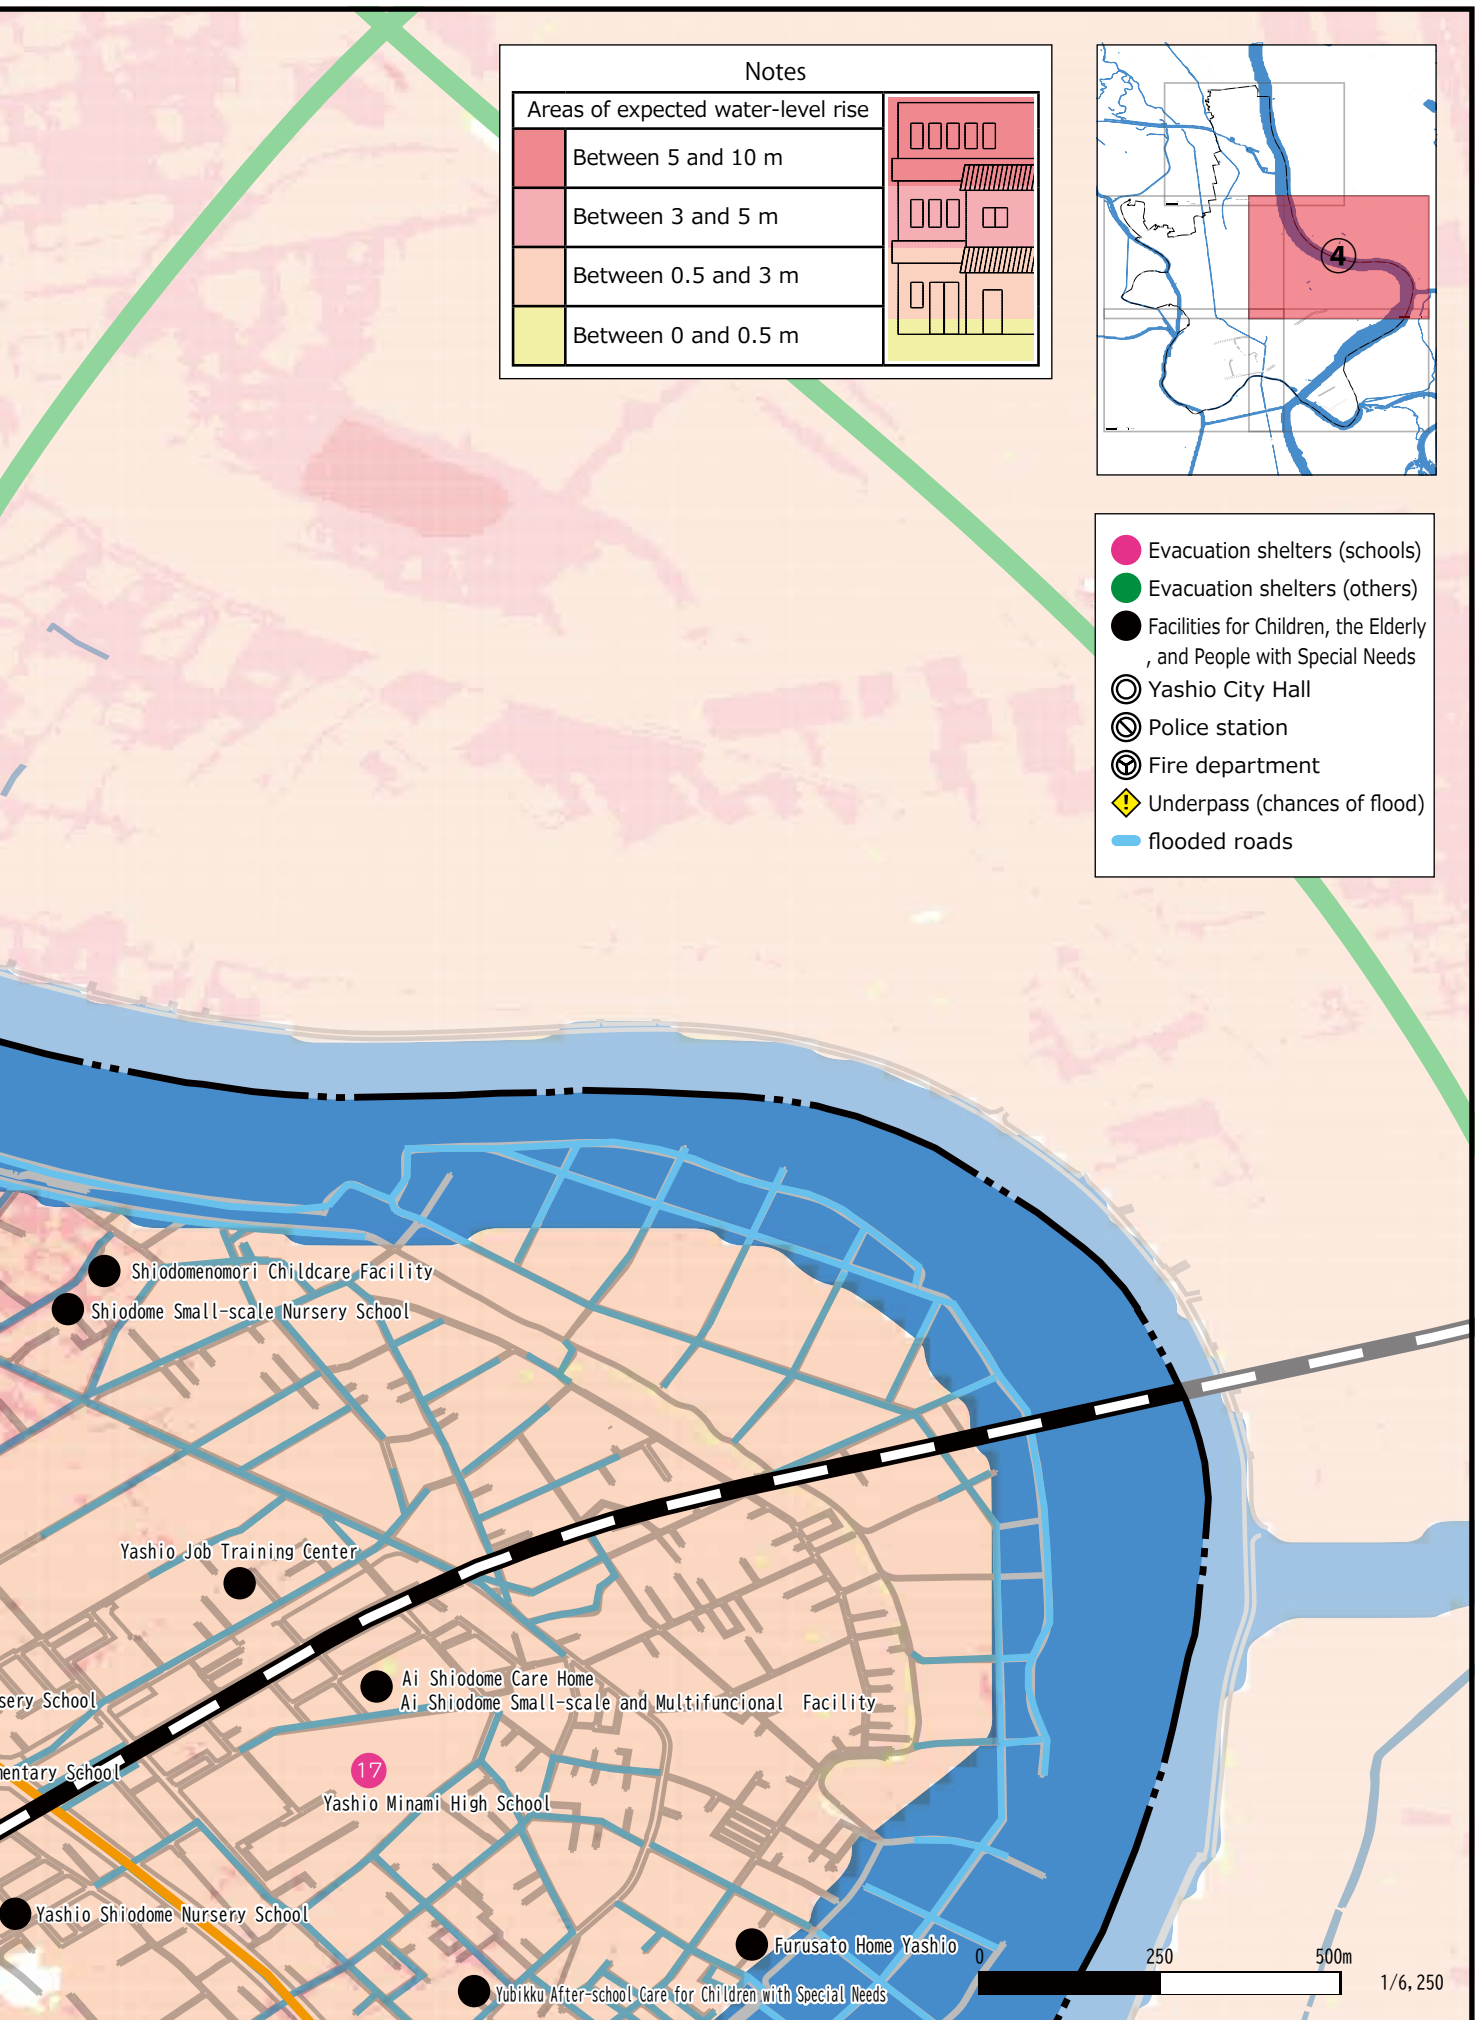 Notes
Areas of expected water-level rise
Between 5 and 10 m
Between 3 and 5 m
Between 0.5 and 3 m
Between 0 and 0.5 m
4
Evacuation shelters (schools)
Evacuation shelters (others)
Facilities for Children, the Elderly
, and People with Special Needs
Yashio City Hall
Police station
Fire department
Underpass (chances of flood)
flooded roads
Shiodomenomori Childcare Facility
Shiodome Small-scale Nursery School
Yashio Job Training Center
Ai Shiodome Care Home
Ai Shiodome Small-scale and Multifuncional Facility
sery School
mentary School
17
Yashio Minami High School
Yashio Shiodome Nursery School
Furusato Home Yashio
Yubikku After-school Care for Children with Special Needs
0 250 500m
1/6,250